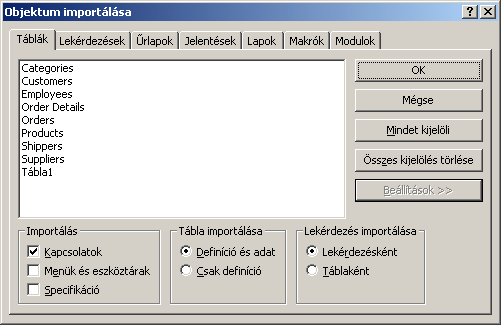 Objektum importálása
Táblák Lekérdezések Űrlapok Jelentések Lapok Makrók Modulok
Categories
Customers
Employees
Order Details
Orders
Products
Shippers
Suppliers
Tábla1
OK
Mégse
Mindet kijelöli
Összes kijelölés törlése
Beállítások >>
Importálás
Kapcsolatok
Menük és eszköztárak
Specifikáció
Tábla importálása
Definíció és adat
Csak definíció
Lekérdezés importálása
Lekérdezésként
Táblaként